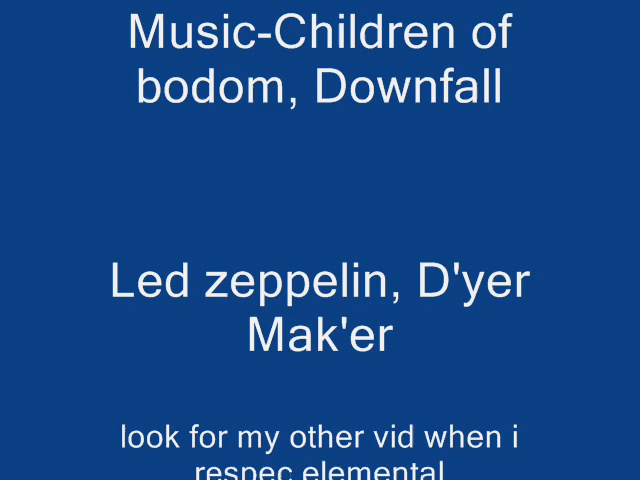 Music-Children of
bodom, Downfall
Led zeppelin, D'yer
Mak'er
look for my other vid when i
respec elemental